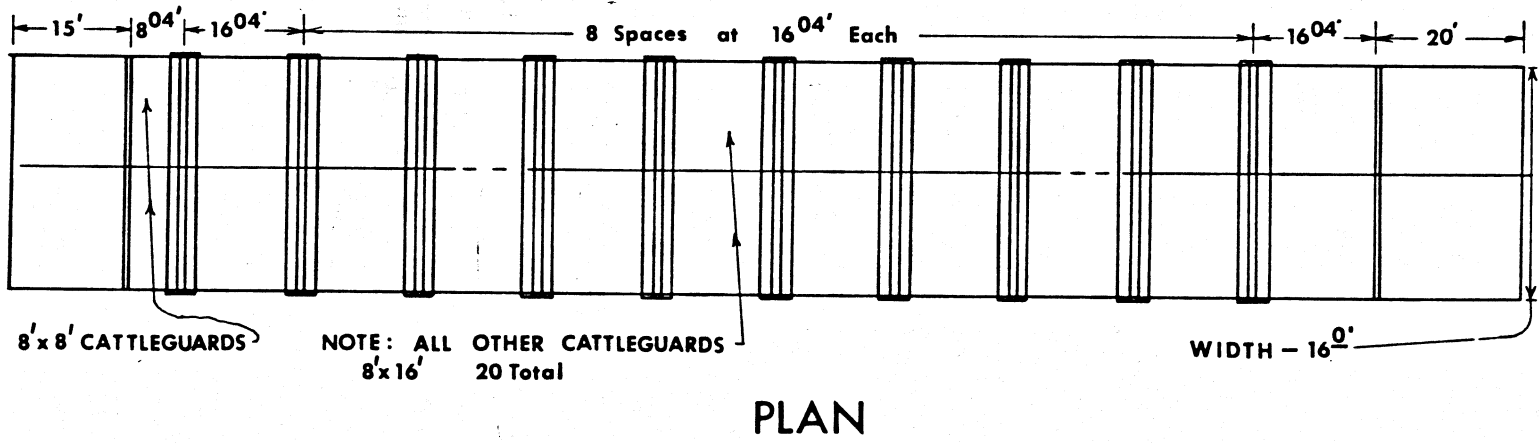 15' 8 04' 16 04' 8 Spaces at 16 04' Each 16 04' 20'
8'x 8' CATTLEGUARDS
NOTE: ALL OTHER CATTLEGUARDS
8'x16' 20 Total
WIDTH – 16 0'
PLAN